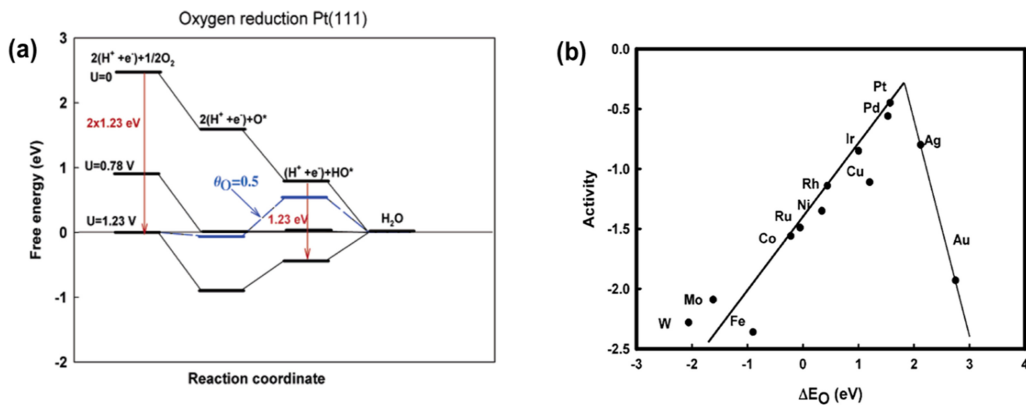 Oxygen reduction Pt(111)
(a)
3
2
1
0
-1
-2
Free energy (eV)
Reaction coordinate
2(H⁺ +e⁻)+1/2O₂
U=0
2x1.23 eV
2(H⁺ +e⁻)+O*
U=0.78 V
θ_O=0.5
(H⁺ +e⁻)+HO*
U=1.23 V
1.23 eV
H₂O
(b)
0.0
-0.5
-1.0
-1.5
-2.0
-2.5
Activity
Pt
Pd
Ir
Ag
Cu
Rh
Ni
Ru
Co
Au
Mo
W
Fe
-3
-2
-1
0
1
2
3
4
ΔE_O (eV)